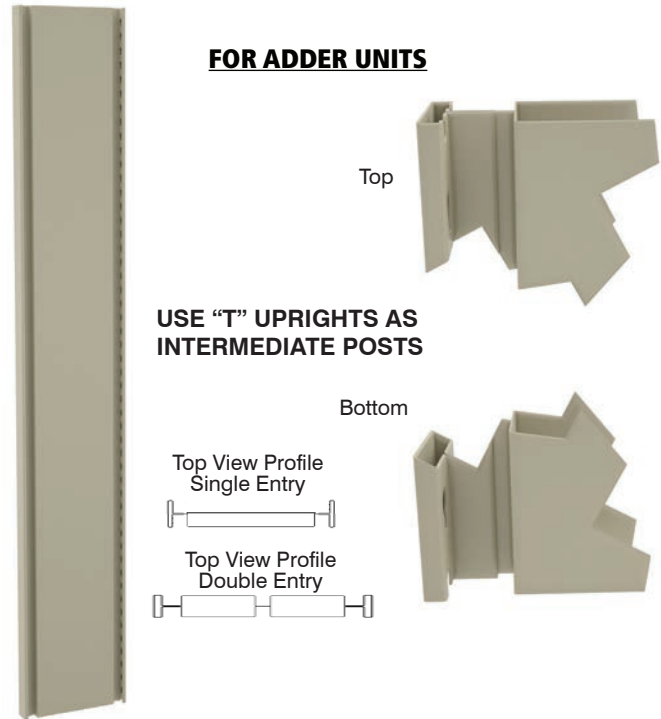 FOR ADDER UNITS
Top
USE “T” UPRIGHTS AS
INTERMEDIATE POSTS
Bottom
Top View Profile
Single Entry
Top View Profile
Double Entry